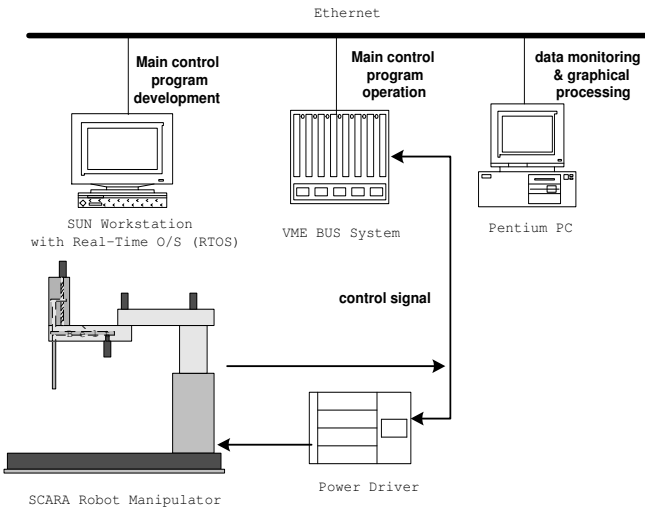 Ethernet
Main control
program
development
Main control
program
operation
data monitoring
& graphical
processing
SUN Workstation
with Real-Time O/S (RTOS)
VME BUS System
Pentium PC
control signal
Power Driver
SCARA Robot Manipulator